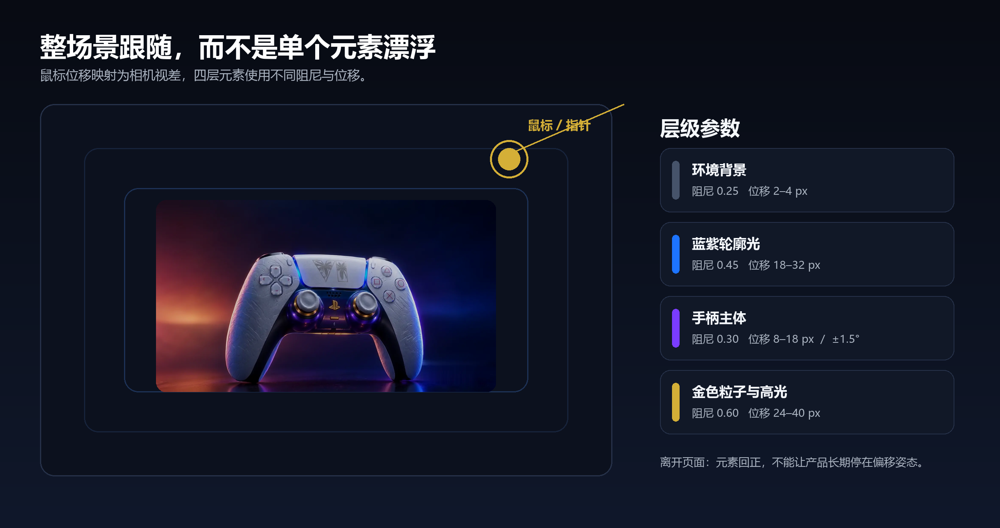 整场景跟随，而不是单个元素漂浮
鼠标位移映射为相机视差，四层元素使用不同阻尼与位移。
鼠标 / 指针
层级参数
环境背景
阻尼 0.25 位移 2–4 px
蓝紫轮廓光
阻尼 0.45 位移 18–32 px
手柄主体
阻尼 0.30 位移 8–18 px / ±1.5°
金色粒子与高光
阻尼 0.60 位移 24–40 px
离开页面：元素回正，不能让产品长期停在偏移姿态。
VI